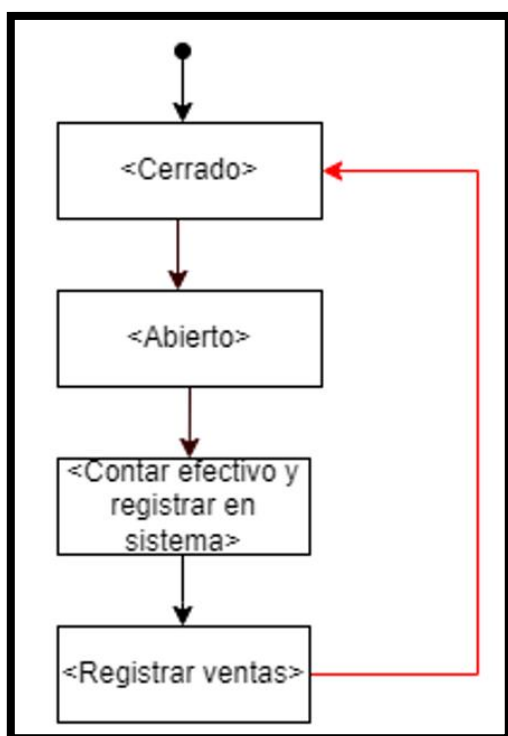 <Cerrado>
<Abierto>
<Contar efectivo y
registrar en
sistema>
<Registrar ventas>